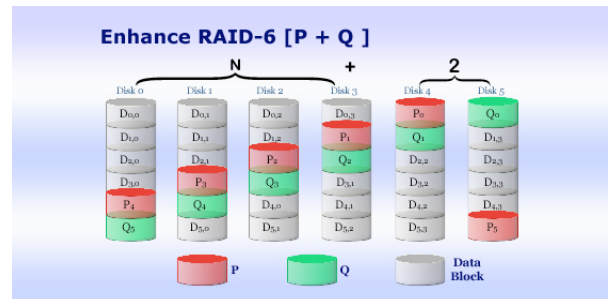 Enhance RAID-6 [P + Q ]
N + 2
Disk 0 Disk 1 Disk 2 Disk 3 Disk 4 Disk 5
D0,0 D0,1 D0,2 D0,3 P0 Q0
D1,0 D1,1 D1,2 P1 Q1 D1,3
D2,0 D2,1 P2 Q2 D2,2 D2,3
D3,0 P3 Q3 D3,1 D3,2 D3,3
P4 Q4 D4,0 D4,1 D4,2 D4,3
Q5 D5,0 D5,1 D5,2 D5,3 P5
P Q Data
Block